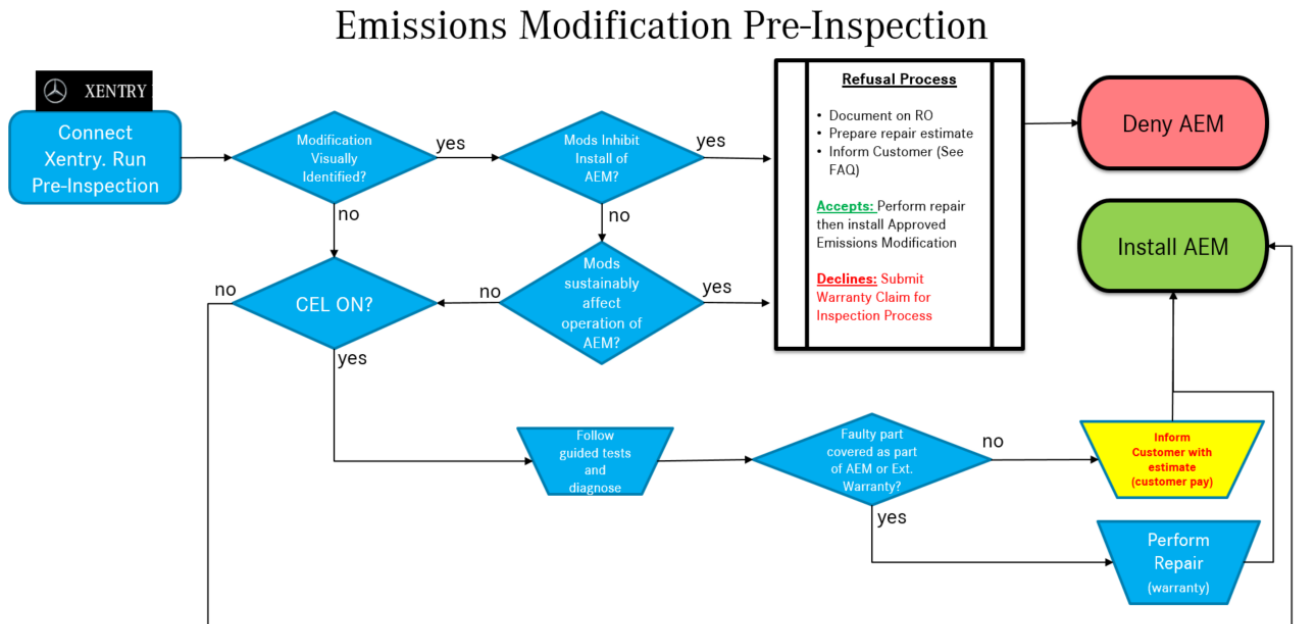 Emissions Modification Pre-Inspection
XENTRY
Connect
Xentry. Run
Pre-Inspection
Modification
Visually
Identified?
yes
Mods Inhibit
Install of
AEM?
yes
Refusal Process
• Document on RO
• Prepare repair estimate
• Inform Customer (See
FAQ)
Accepts: Perform repair
then install Approved
Emissions Modification
Declines: Submit
Warranty Claim for
Inspection Process
Deny AEM
Install AEM
no
no
no
CEL ON?
no
Mods
sustainably
affect
operation of
AEM?
yes
yes
Follow
guided tests
and
diagnose
Faulty part
covered as part
of AEM or Ext.
Warranty?
no
Inform
Customer with
estimate
(customer pay)
yes
Perform
Repair
(warranty)